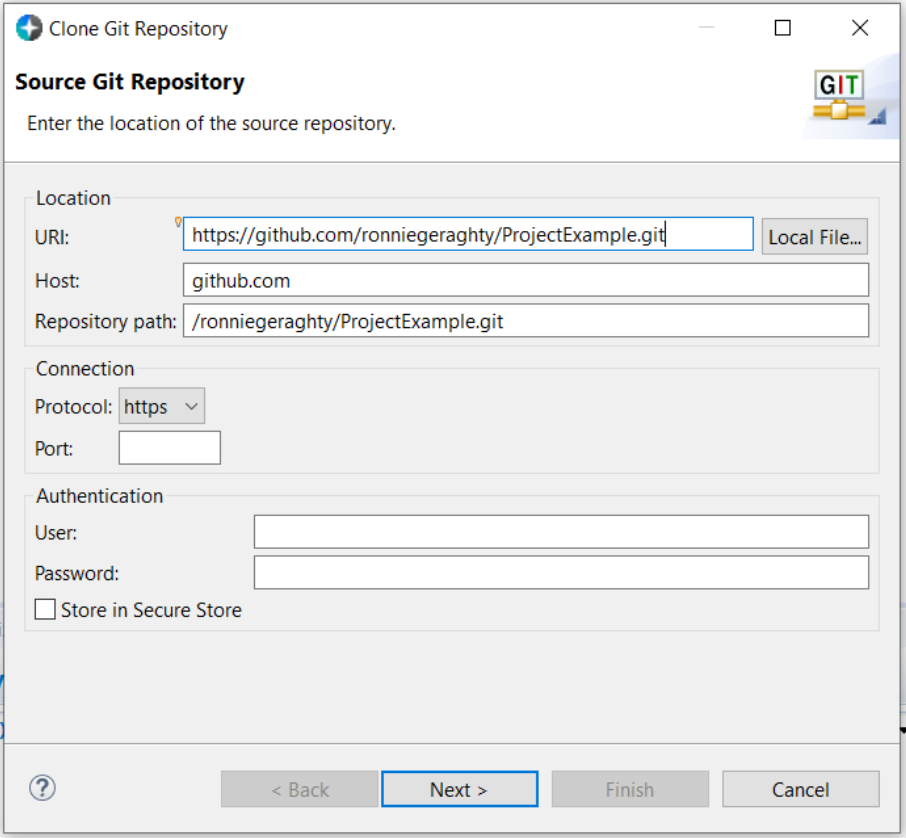 Clone Git Repository
Source Git Repository
GIT
Enter the location of the source repository.
Location
URI: https://github.com/ronniegeraghty/ProjectExample.git Local File...
Host: github.com
Repository path: /ronniegeraghty/ProjectExample.git
Connection
Protocol: https
Port:
Authentication
User:
Password:
Store in Secure Store
? < Back Next > Finish Cancel